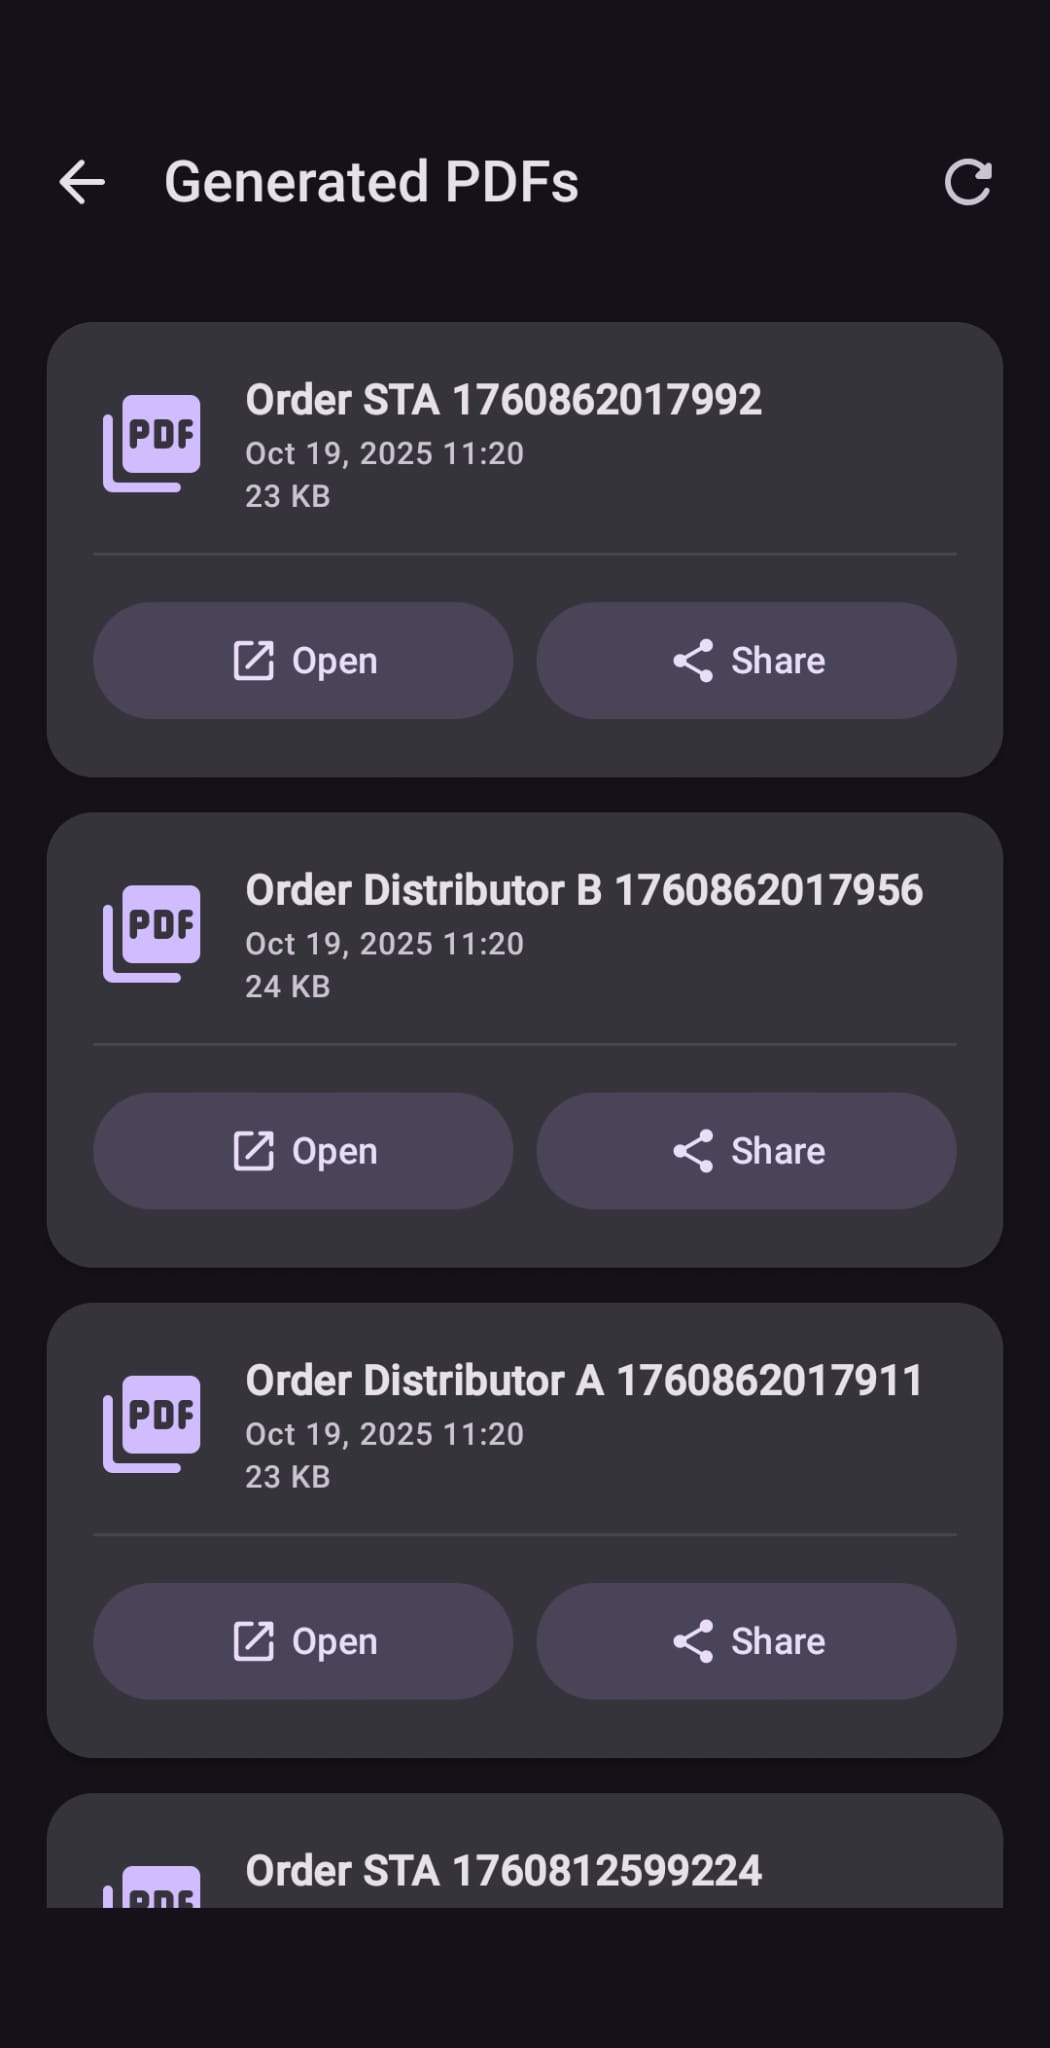 Generated PDFs
PDF
Order STA 1760862017992
Oct 19, 2025 11:20
23 KB
Open
Share
PDF
Order Distributor B 1760862017956
Oct 19, 2025 11:20
24 KB
Open
Share
PDF
Order Distributor A 1760862017911
Oct 19, 2025 11:20
23 KB
Open
Share
PDF
Order STA 1760812599224